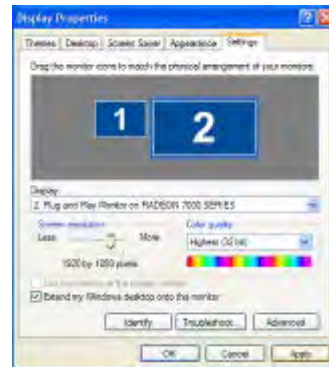 Display Properties
Themes Desktop Screen Saver Appearance Settings
Drag the monitor icons to match the physical arrangement of your monitors.
1 2
Display:
2. Plug and Play Monitor on RADEON 7000 SERIES
Screen resolution Color quality
Less More Highest (32 bit)
1920 by pixels
Extend my Windows desktop onto this monitor
Identify Troubleshoot... Advanced
OK Cancel Apply